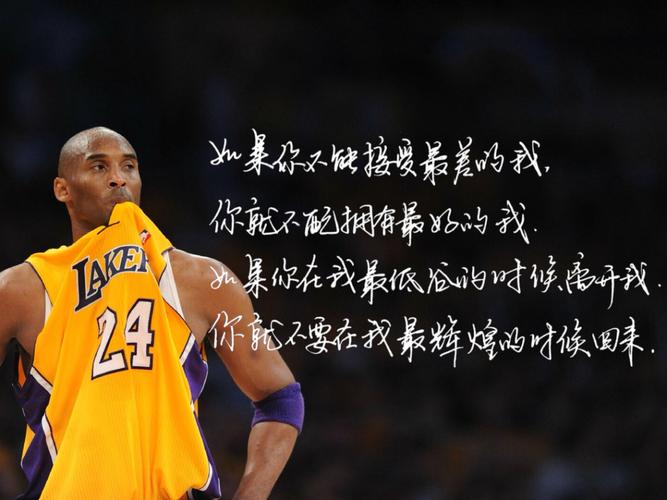 如果你不能接受最差的我,
你就不配拥有最好的我.
如果你在我最低谷的时候离开我.
你就不要在我最辉煌的时候回来.
LAKER
24